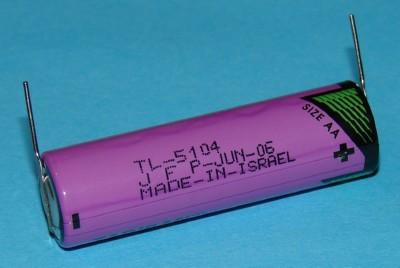 TL-5104
J F P-JUN-06
MADE-IN-ISRAEL
SIZE AA
+
-